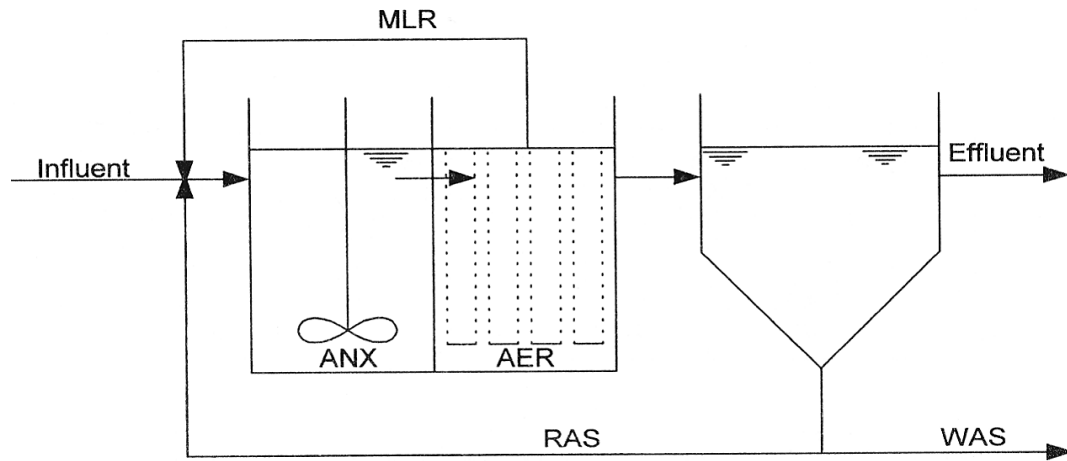 MLR
Influent
Effluent
ANX
AER
RAS
WAS